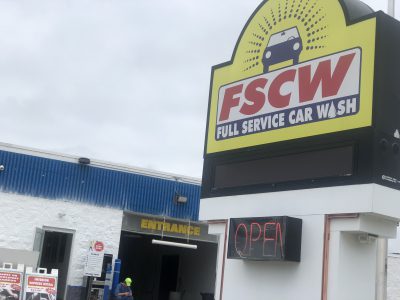 FSCW
FULL SERVICE CAR WASH
OPEN
ENTRANCE